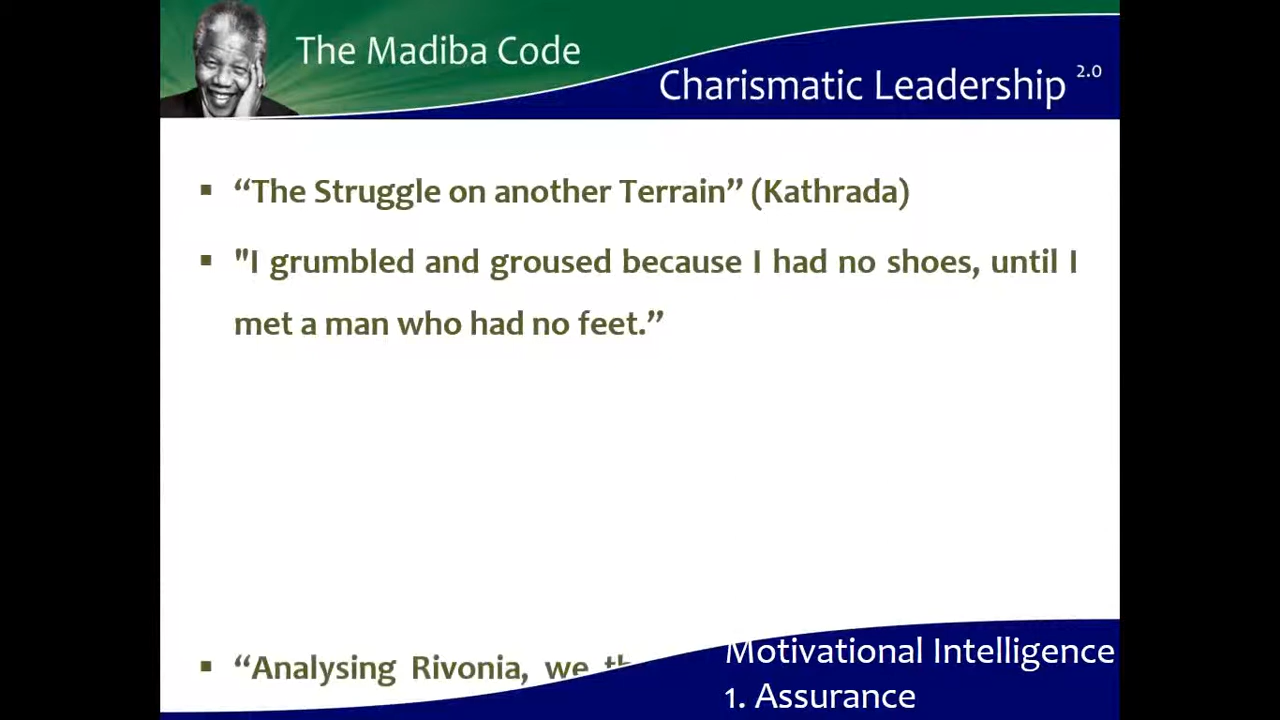 The Madiba Code
Charismatic Leadership 2.0
▪ “The Struggle on another Terrain” (Kathrada)
▪ "I grumbled and groused because I had no shoes, until I
met a man who had no feet.”
▪ “Analysing Rivonia, we
Motivational Intelligence
1. Assurance